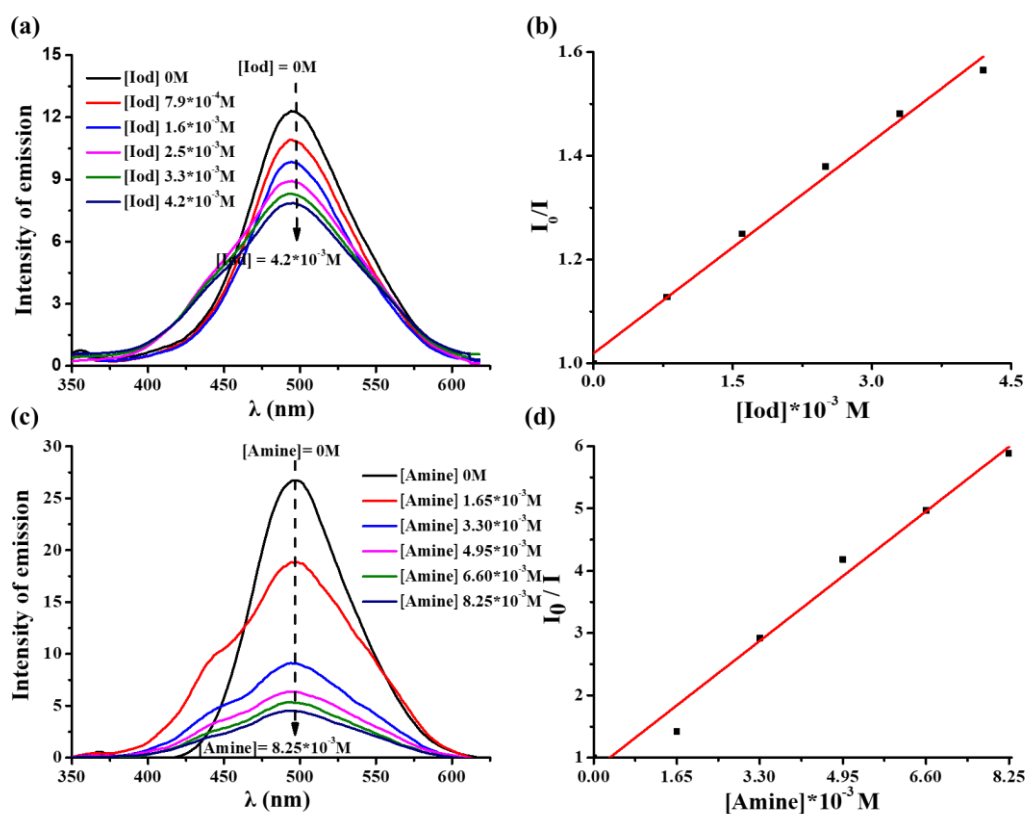 (a)
15
12
9
6
3
0
Intensity of emission
[Iod] 0M
[Iod] 7.9*10⁻⁴M
[Iod] 1.6*10⁻³M
[Iod] 2.5*10⁻³M
[Iod] 3.3*10⁻³M
[Iod] 4.2*10⁻³M
[Iod] = 0M
[Iod] = 4.2*10⁻³M
350 400 450 500 550 600
λ (nm)
(b)
1.6
1.4
1.2
1.0
I₀/I
0.0 1.5 3.0 4.5
[Iod]*10⁻³ M
(c)
30
25
20
15
10
5
0
Intensity of emission
[Amine]= 0M
[Amine] 0M
[Amine] 1.65*10⁻³M
[Amine] 3.30*10⁻³M
[Amine] 4.95*10⁻³M
[Amine] 6.60*10⁻³M
[Amine] 8.25*10⁻³M
[Amine]= 8.25*10⁻³M
350 400 450 500 550 600
λ (nm)
(d)
6
5
4
3
2
1
I₀ / I
0.00 1.65 3.30 4.95 6.60 8.25
[Amine]*10⁻³ M